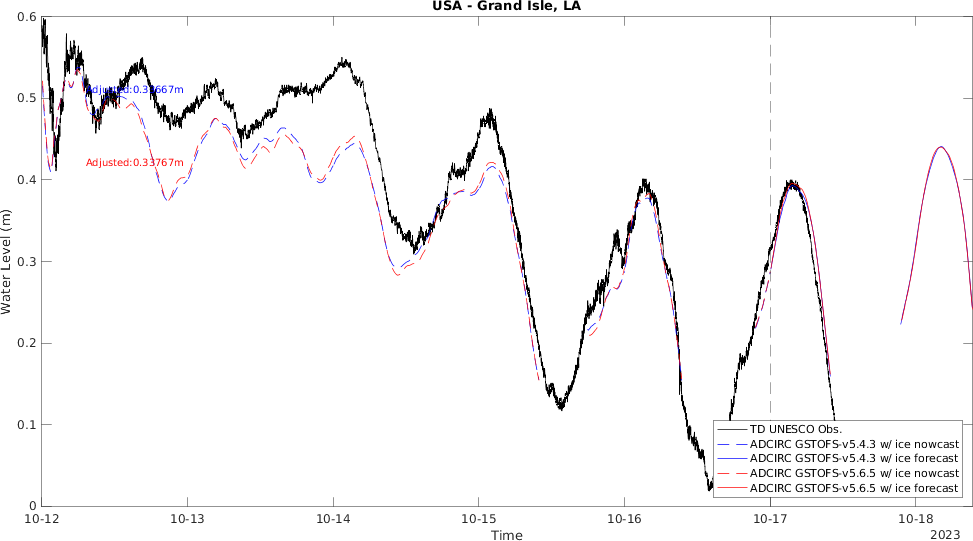 USA - Grand Isle, LA
0.6
0.5
0.4
0.3
0.2
0.1
0
Water Level (m)
Adjusted:0.33667m
Adjusted:0.33767m
TD UNESCO Obs.
ADCIRC GSTOFS-v5.4.3 w/ ice nowcast
ADCIRC GSTOFS-v5.4.3 w/ ice forecast
ADCIRC GSTOFS-v5.6.5 w/ ice nowcast
ADCIRC GSTOFS-v5.6.5 w/ ice forecast
10-12 10-13 10-14 10-15 10-16 10-17 10-18
Time
2023